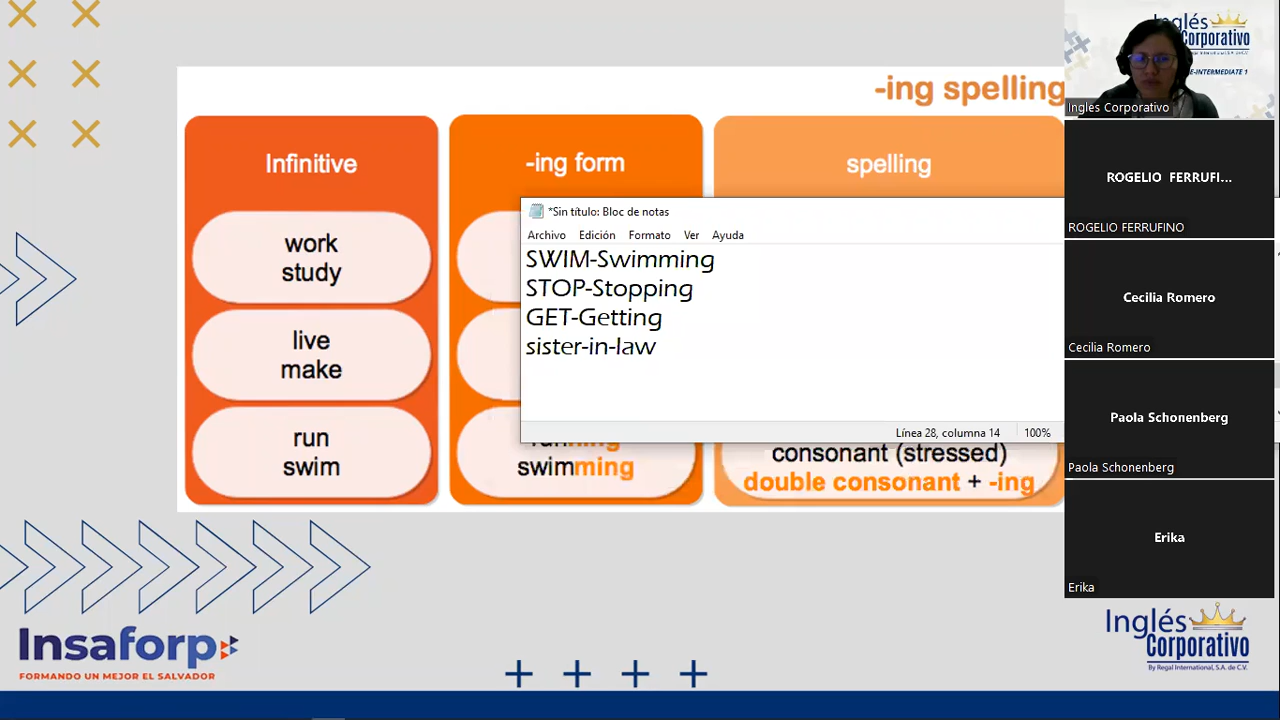 -ing spelling
Infinitive
-ing form
spelling
work
study
live
make
run
swim
swimming
consonant (stressed)
double consonant + -ing
*Sin título: Bloc de notas
Archivo Edición Formato Ver Ayuda
SWIM-Swimming
STOP-Stopping
GET-Getting
sister-in-law
Línea 28, columna 14 100%
Inglés
Corporativo
E-INTERMEDIATE 1
Ingles Corporativo
ROGELIO FERRUFI...
ROGELIO FERRUFINO
Cecilia Romero
Cecilia Romero
Paola Schonenberg
Paola Schonenberg
Erika
Erika
Insaforp
FORMANDO UN MEJOR EL SALVADOR
Inglés
Corporativo
By Regal International, S.A. de C.V.